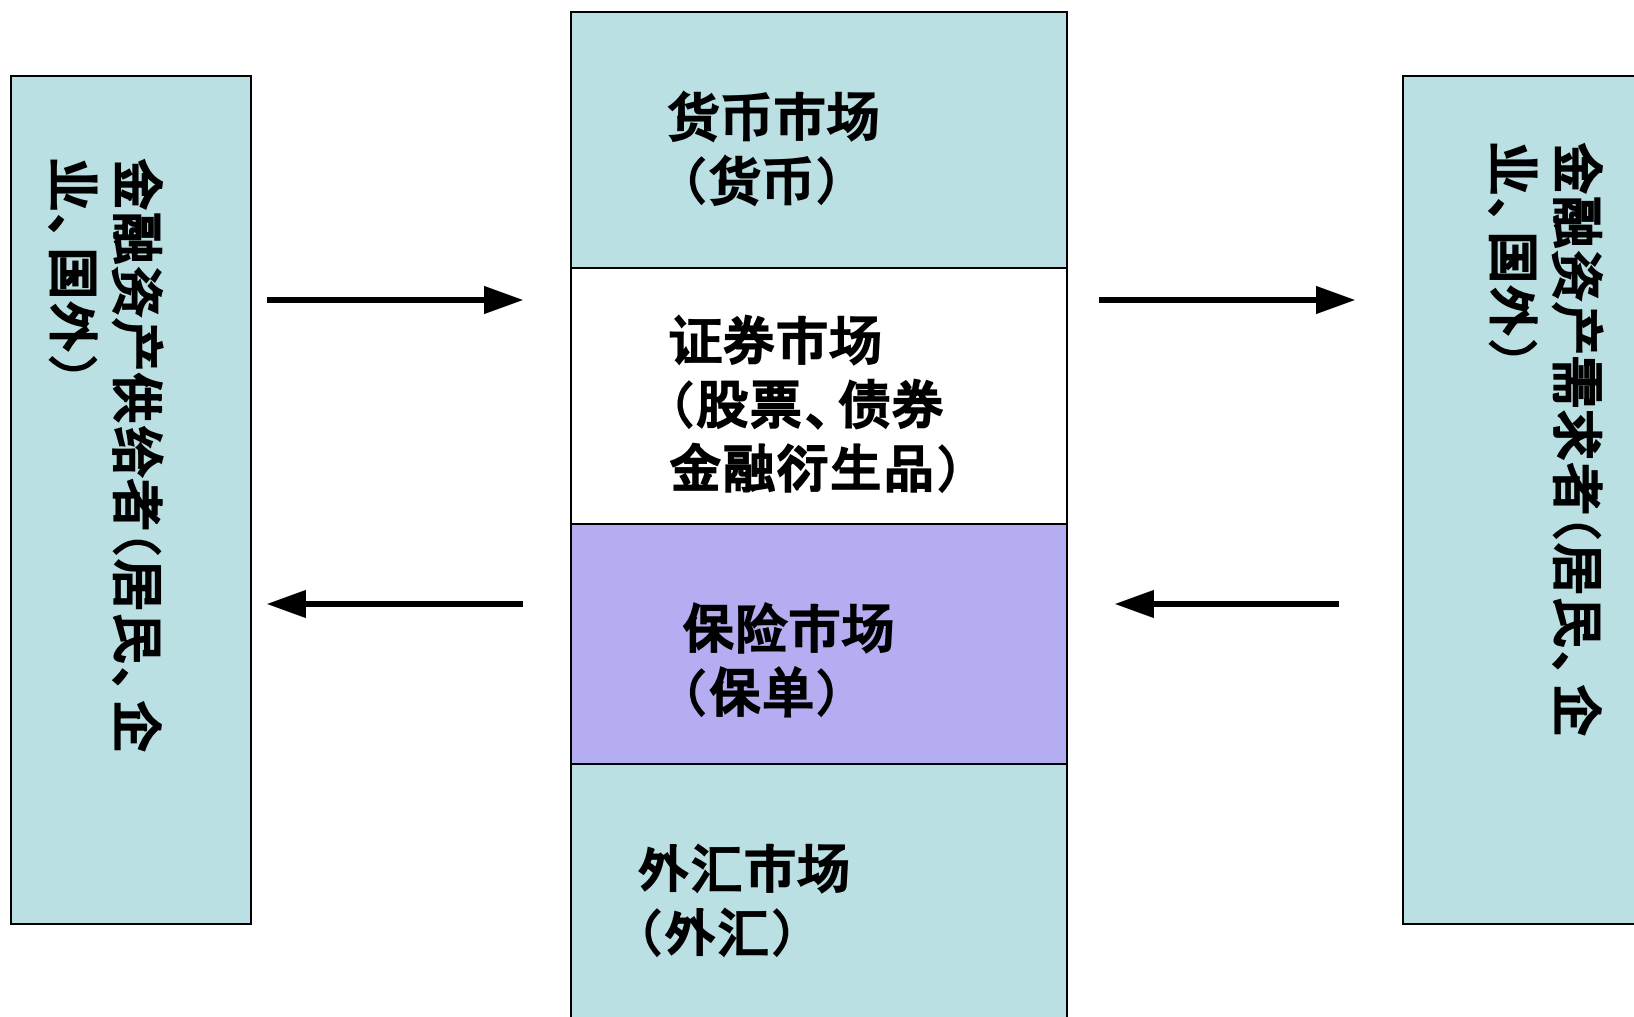 金融资产供给者（居民、企
业、国外）
货币市场
（货币）
证券市场
（股票、债券
金融衍生品）
保险市场
（保单）
外汇市场
（外汇）
金融资产需求者（居民、企
业、国外）